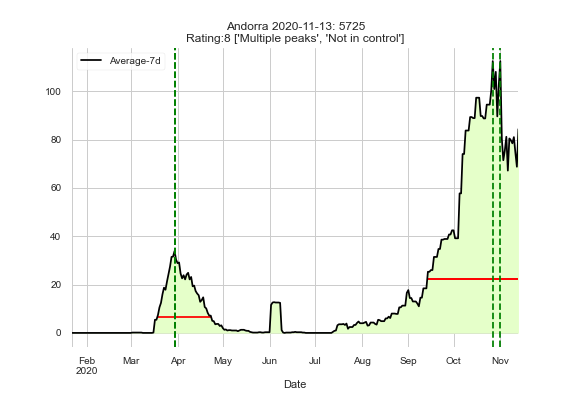 Andorra 2020-11-13: 5725
Rating:8 ['Multiple peaks', 'Not in control']
Average-7d
100
80
60
40
20
0
Feb Mar Apr May Jun Jul Aug Sep Oct Nov
2020
Date